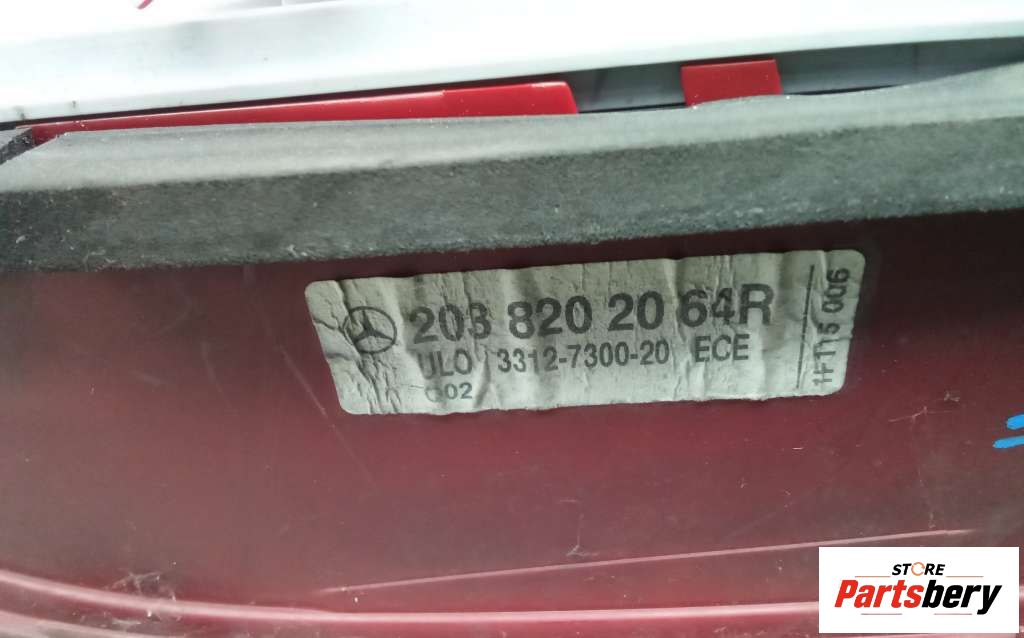 203 820 20 64R
ULO 3312-7300-20 ECE
G02
1F115 006
STORE
Partsbery